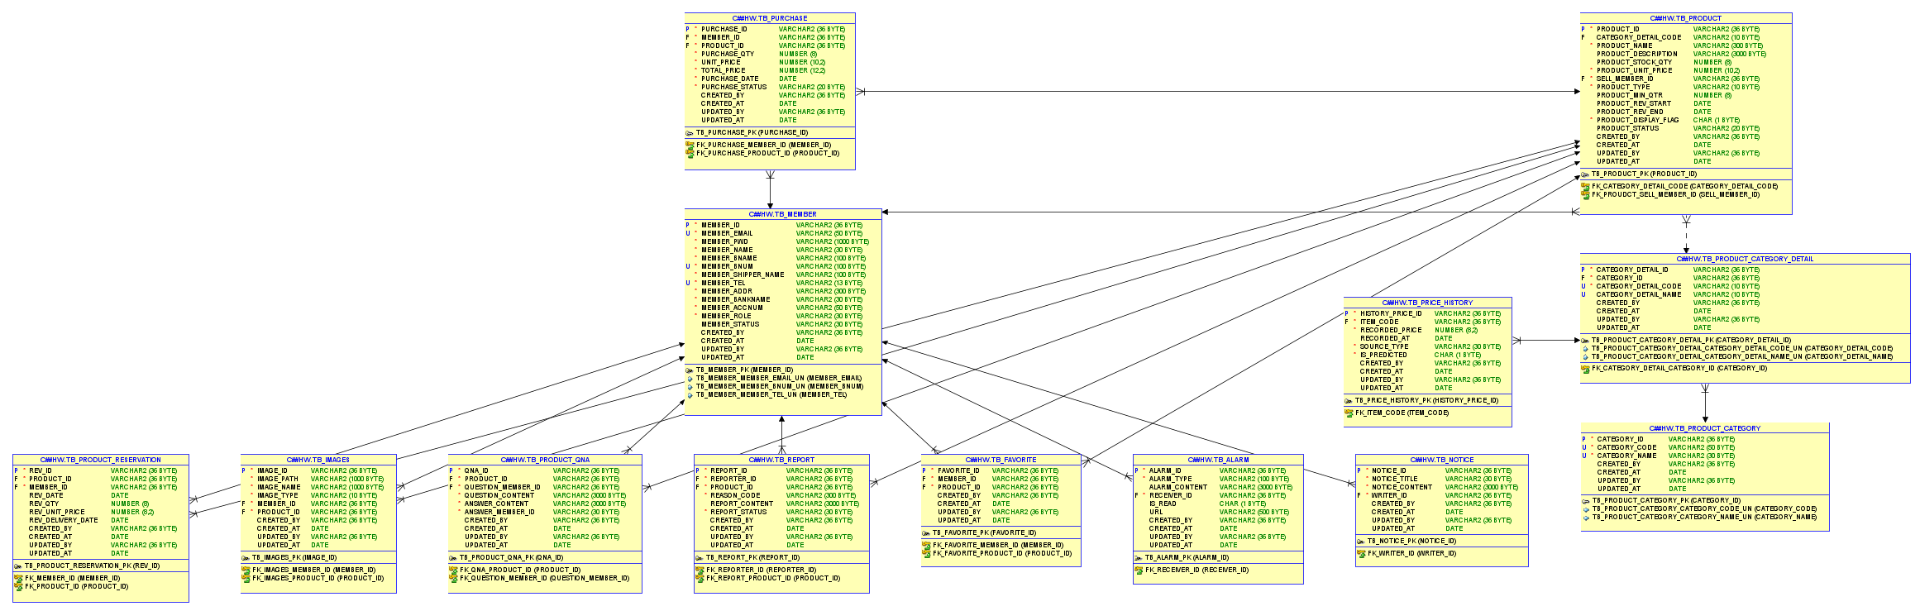 C##HW.TB_PURCHASE
P * PURCHASE_ID VARCHAR2 (36 BYTE)
F * MEMBER_ID VARCHAR2 (36 BYTE)
F * PRODUCT_ID VARCHAR2 (36 BYTE)
* PURCHASE_QTY NUMBER (8)
* UNIT_PRICE NUMBER (10,2)
* TOTAL_PRICE NUMBER (12,2)
* PURCHASE_DATE DATE
* PURCHASE_STATUS VARCHAR2 (20 BYTE)
CREATED_BY VARCHAR2 (36 BYTE)
CREATED_AT DATE
UPDATED_BY VARCHAR2 (36 BYTE)
UPDATED_AT DATE
TB_PURCHASE_PK (PURCHASE_ID)
FK_PURCHASE_MEMBER_ID (MEMBER_ID)
FK_PURCHASE_PRODUCT_ID (PRODUCT_ID)
C##HW.TB_PRODUCT
P * PRODUCT_ID VARCHAR2 (36 BYTE)
F CATEGORY_DETAIL_CODE VARCHAR2 (10 BYTE)
* PRODUCT_NAME VARCHAR2 (300 BYTE)
PRODUCT_DESCRIPTION VARCHAR2 (3000 BYTE)
PRODUCT_STOCK_QTY NUMBER (8)
* PRODUCT_UNIT_PRICE NUMBER (10,2)
F * SELL_MEMBER_ID VARCHAR2 (36 BYTE)
* PRODUCT_TYPE VARCHAR2 (10 BYTE)
PRODUCT_MIN_QTR NUMBER (8)
PRODUCT_REV_START DATE
PRODUCT_REV_END DATE
* PRODUCT_DISPLAY_FLAG CHAR (1 BYTE)
PRODUCT_STATUS VARCHAR2 (20 BYTE)
CREATED_BY VARCHAR2 (36 BYTE)
CREATED_AT DATE
UPDATED_BY VARCHAR2 (36 BYTE)
UPDATED_AT DATE
TB_PRODUCT_PK (PRODUCT_ID)
FK_CATEGORY_DETAIL_CODE (CATEGORY_DETAIL_CODE)
FK_PROUDCT_SELL_MEMBER_ID (SELL_MEMBER_ID)
C##HW.TB_MEMBER
P * MEMBER_ID VARCHAR2 (36 BYTE)
U * MEMBER_EMAIL VARCHAR2 (50 BYTE)
* MEMBER_PWD VARCHAR2 (1000 BYTE)
* MEMBER_NAME VARCHAR2 (30 BYTE)
* MEMBER_BNAME VARCHAR2 (100 BYTE)
U * MEMBER_BNUM VARCHAR2 (100 BYTE)
* MEMBER_SHIPPER_NAME VARCHAR2 (100 BYTE)
U * MEMBER_TEL VARCHAR2 (13 BYTE)
* MEMBER_ADDR VARCHAR2 (300 BYTE)
* MEMBER_BANKNAME VARCHAR2 (30 BYTE)
* MEMBER_ACCNUM VARCHAR2 (50 BYTE)
* MEMBER_ROLE VARCHAR2 (30 BYTE)
MEMBER_STATUS VARCHAR2 (30 BYTE)
CREATED_BY VARCHAR2 (36 BYTE)
CREATED_AT DATE
UPDATED_BY VARCHAR2 (36 BYTE)
UPDATED_AT DATE
TB_MEMBER_PK (MEMBER_ID)
TB_MEMBER_MEMBER_EMAIL_UN (MEMBER_EMAIL)
TB_MEMBER_MEMBER_BNUM_UN (MEMBER_BNUM)
TB_MEMBER_MEMBER_TEL_UN (MEMBER_TEL)
C##HW.TB_PRODUCT_CATEGORY_DETAIL
P * CATEGORY_DETAIL_ID VARCHAR2 (36 BYTE)
F * CATEGORY_ID VARCHAR2 (36 BYTE)
U * CATEGORY_DETAIL_CODE VARCHAR2 (10 BYTE)
U CATEGORY_DETAIL_NAME VARCHAR2 (10 BYTE)
CREATED_BY VARCHAR2 (36 BYTE)
CREATED_AT DATE
UPDATED_BY VARCHAR2 (36 BYTE)
UPDATED_AT DATE
TB_PRODUCT_CATEGORY_DETAIL_PK (CATEGORY_DETAIL_ID)
TB_PRODUCT_CATEGORY_DETAIL_CATEGORY_DETAIL_CODE_UN (CATEGORY_DETAIL_CODE)
TB_PRODUCT_CATEGORY_DETAIL_CATEGORY_DETAIL_NAME_UN (CATEGORY_DETAIL_NAME)
FK_CATEGORY_DETAIL_CATEGORY_ID (CATEGORY_ID)
C##HW.TB_PRICE_HISTORY
P * HISTORY_PRICE_ID VARCHAR2 (36 BYTE)
F * ITEM_CODE VARCHAR2 (36 BYTE)
* RECORDED_PRICE NUMBER (8,2)
RECORDED_AT DATE
* SOURCE_TYPE VARCHAR2 (30 BYTE)
* IS_PREDICTED CHAR (1 BYTE)
CREATED_BY VARCHAR2 (36 BYTE)
CREATED_AT DATE
UPDATED_BY VARCHAR2 (36 BYTE)
UPDATED_AT DATE
TB_PRICE_HISTORY_PK (HISTORY_PRICE_ID)
FK_ITEM_CODE (ITEM_CODE)
C##HW.TB_PRODUCT_CATEGORY
P * CATEGORY_ID VARCHAR2 (36 BYTE)
U * CATEGORY_CODE VARCHAR2 (50 BYTE)
U * CATEGORY_NAME VARCHAR2 (30 BYTE)
CREATED_BY VARCHAR2 (36 BYTE)
CREATED_AT DATE
UPDATED_BY VARCHAR2 (36 BYTE)
UPDATED_AT DATE
TB_PRODUCT_CATEGORY_PK (CATEGORY_ID)
TB_PRODUCT_CATEGORY_CATEGORY_CODE_UN (CATEGORY_CODE)
TB_PRODUCT_CATEGORY_CATEGORY_NAME_UN (CATEGORY_NAME)
C##HW.TB_PRODUCT_RESERVATION
P * REV_ID VARCHAR2 (36 BYTE)
F * PRODUCT_ID VARCHAR2 (36 BYTE)
F * MEMBER_ID VARCHAR2 (36 BYTE)
REV_DATE DATE
REV_QTY NUMBER (8)
REV_UNIT_PRICE NUMBER (8,2)
REV_DELIVERY_DATE DATE
CREATED_BY VARCHAR2 (36 BYTE)
CREATED_AT DATE
UPDATED_BY VARCHAR2 (36 BYTE)
UPDATED_AT DATE
TB_PRODUCT_RESERVATION_PK (REV_ID)
FK_MEMBER_ID (MEMBER_ID)
FK_PRODUCT_ID (PRODUCT_ID)
C##HW.TB_IMAGES
P * IMAGE_ID VARCHAR2 (36 BYTE)
* IMAGE_PATH VARCHAR2 (1000 BYTE)
* IMAGE_NAME VARCHAR2 (1000 BYTE)
* IMAGE_TYPE VARCHAR2 (10 BYTE)
F * MEMBER_ID VARCHAR2 (36 BYTE)
F * PRODUCT_ID VARCHAR2 (36 BYTE)
CREATED_BY VARCHAR2 (36 BYTE)
CREATED_AT DATE
UPDATED_BY VARCHAR2 (36 BYTE)
UPDATED_AT DATE
TB_IMAGES_PK (IMAGE_ID)
FK_IMAGES_MEMBER_ID (MEMBER_ID)
FK_IMAGES_PRODUCT_ID (PRODUCT_ID)
C##HW.TB_PRODUCT_QNA
P * QNA_ID VARCHAR2 (36 BYTE)
F * PRODUCT_ID VARCHAR2 (36 BYTE)
F * QUESTION_MEMBER_ID VARCHAR2 (36 BYTE)
* QUESTION_CONTENT VARCHAR2 (3000 BYTE)
* ANSWER_CONTENT VARCHAR2 (3000 BYTE)
* ANSWER_MEMBER_ID VARCHAR2 (30 BYTE)
CREATED_BY VARCHAR2 (36 BYTE)
CREATED_AT DATE
UPDATED_BY VARCHAR2 (36 BYTE)
UPDATED_AT DATE
TB_PRODUCT_QNA_PK (QNA_ID)
FK_QNA_PRODUCT_ID (PRODUCT_ID)
FK_QUESTION_MEMBER_ID (QUESTION_MEMBER_ID)
C##HW.TB_REPORT
P * REPORT_ID VARCHAR2 (36 BYTE)
F * REPORTER_ID VARCHAR2 (36 BYTE)
F * PRODUCT_ID VARCHAR2 (36 BYTE)
* REASON_CODE VARCHAR2 (300 BYTE)
* REPORT_CONTENT VARCHAR2 (3000 BYTE)
* REPORT_STATUS VARCHAR2 (30 BYTE)
CREATED_BY VARCHAR2 (36 BYTE)
CREATED_AT DATE
UPDATED_BY VARCHAR2 (36 BYTE)
UPDATED_AT DATE
TB_REPORT_PK (REPORT_ID)
FK_REPORTER_ID (REPORTER_ID)
FK_REPORT_PRODUCT_ID (PRODUCT_ID)
C##HW.TB_FAVORITE
P * FAVORITE_ID VARCHAR2 (36 BYTE)
F * MEMBER_ID VARCHAR2 (36 BYTE)
F * PRODUCT_ID VARCHAR2 (36 BYTE)
CREATED_BY VARCHAR2 (36 BYTE)
CREATED_AT DATE
UPDATED_BY VARCHAR2 (36 BYTE)
UPDATED_AT DATE
TB_FAVORITE_PK (FAVORITE_ID)
FK_FAVORITE_MEMBER_ID (MEMBER_ID)
FK_FAVORITE_PRODUCT_ID (PRODUCT_ID)
C##HW.TB_ALARM
P * ALARM_ID VARCHAR2 (36 BYTE)
* ALARM_TYPE VARCHAR2 (100 BYTE)
* ALARM_CONTENT VARCHAR2 (3000 BYTE)
F * RECEIVER_ID VARCHAR2 (36 BYTE)
IS_READ CHAR (1 BYTE)
URL VARCHAR2 (500 BYTE)
CREATED_BY VARCHAR2 (36 BYTE)
CREATED_AT DATE
UPDATED_BY VARCHAR2 (36 BYTE)
UPDATED_AT DATE
TB_ALARM_PK (ALARM_ID)
FK_RECEIVER_ID (RECEIVER_ID)
C##HW.TB_NOTICE
P * NOTICE_ID VARCHAR2 (36 BYTE)
* NOTICE_TITLE VARCHAR2 (30 BYTE)
* NOTICE_CONTENT VARCHAR2 (3000 BYTE)
F * WRITER_ID VARCHAR2 (36 BYTE)
CREATED_BY VARCHAR2 (36 BYTE)
CREATED_AT DATE
UPDATED_BY VARCHAR2 (36 BYTE)
UPDATED_AT DATE
TB_NOTICE_PK (NOTICE_ID)
FK_WRITER_ID (WRITER_ID)